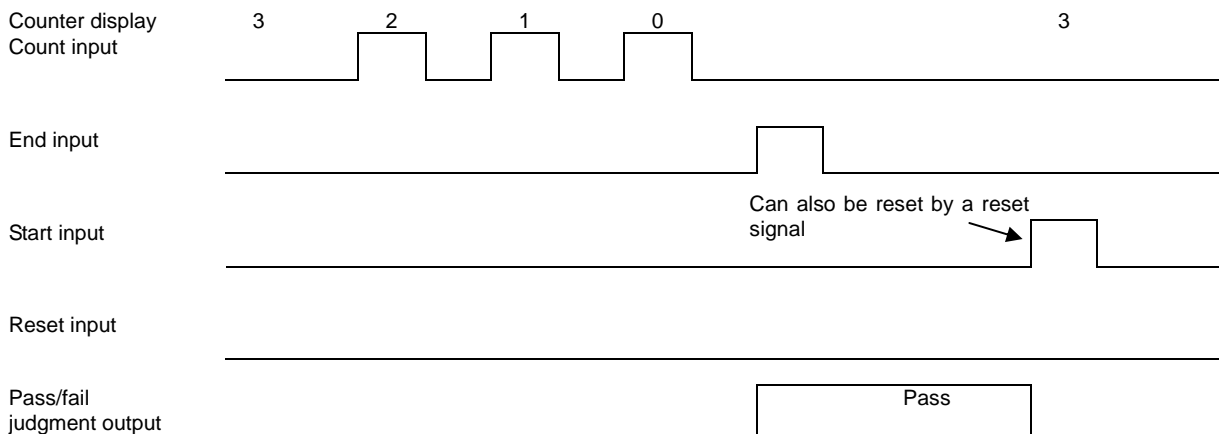 Counter display 3 2 1 0 3
Count input
End input
Can also be reset by a reset
signal
Start input
Reset input
Pass/fail Pass
judgment output